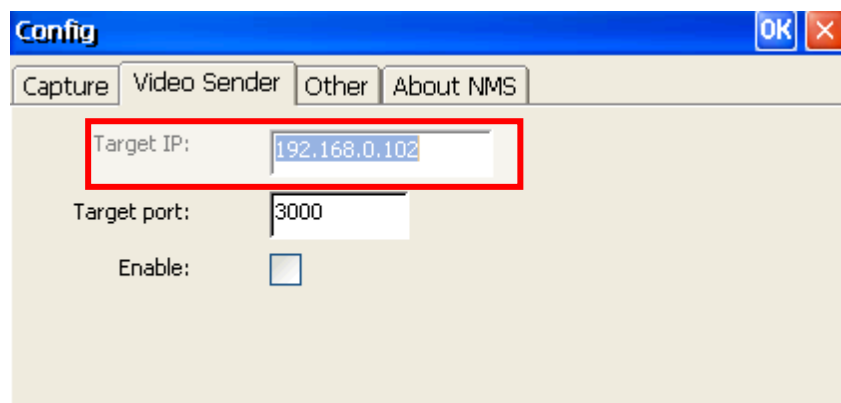 Config OK
Capture Video Sender Other About NMS
Target IP: 192.168.0.102
Target port: 3000
Enable: